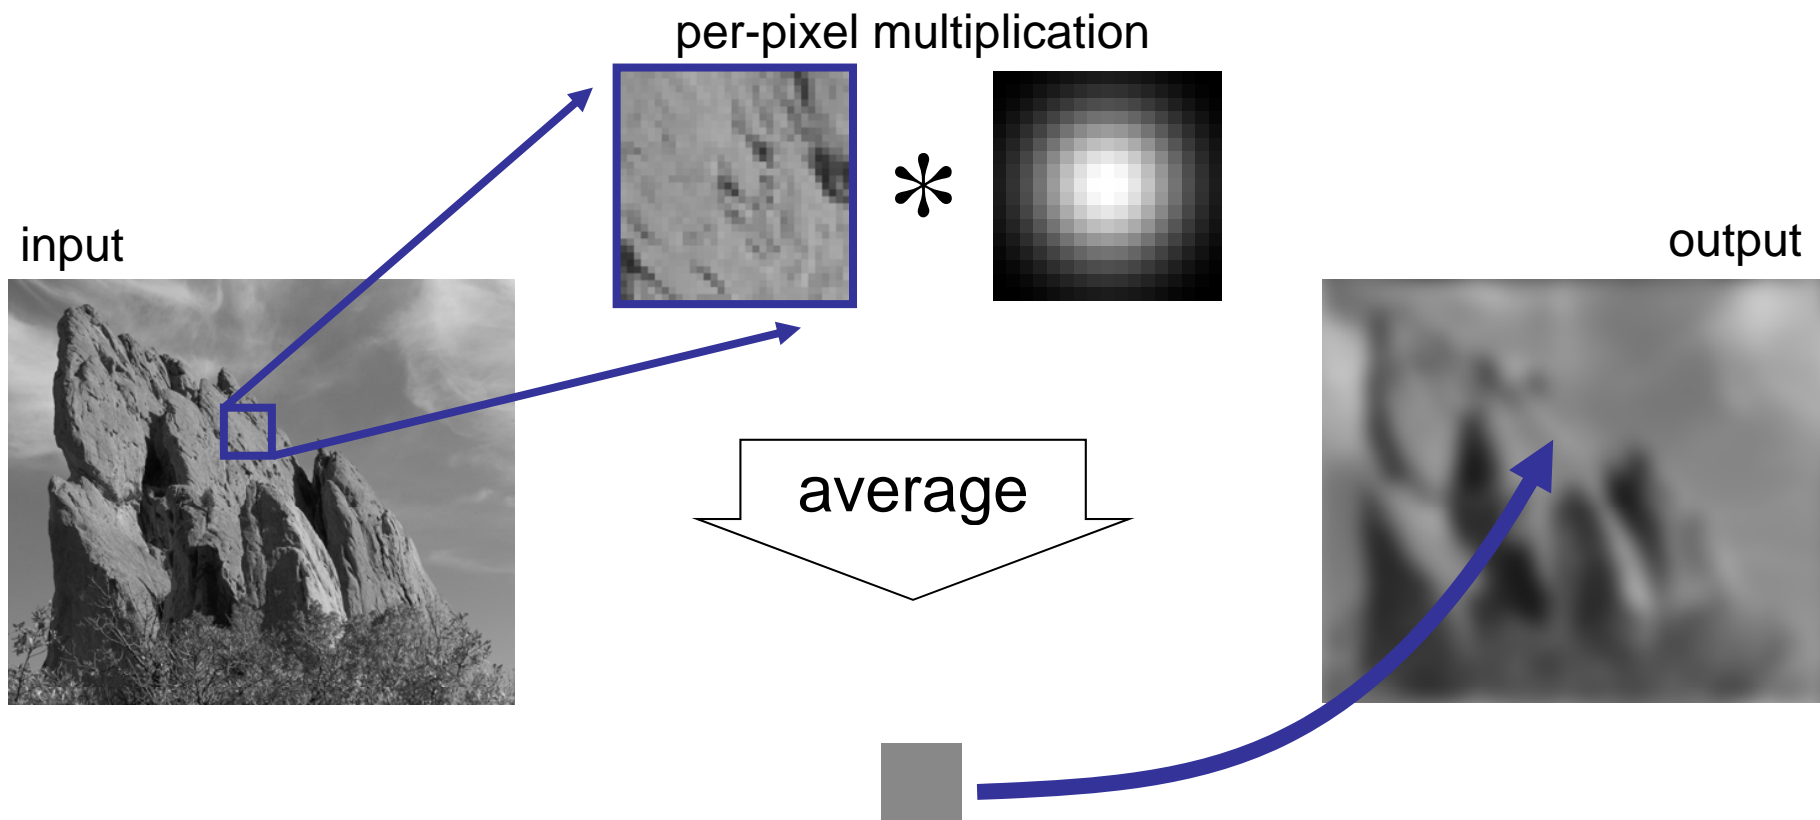 per-pixel multiplication
*
input
output
average